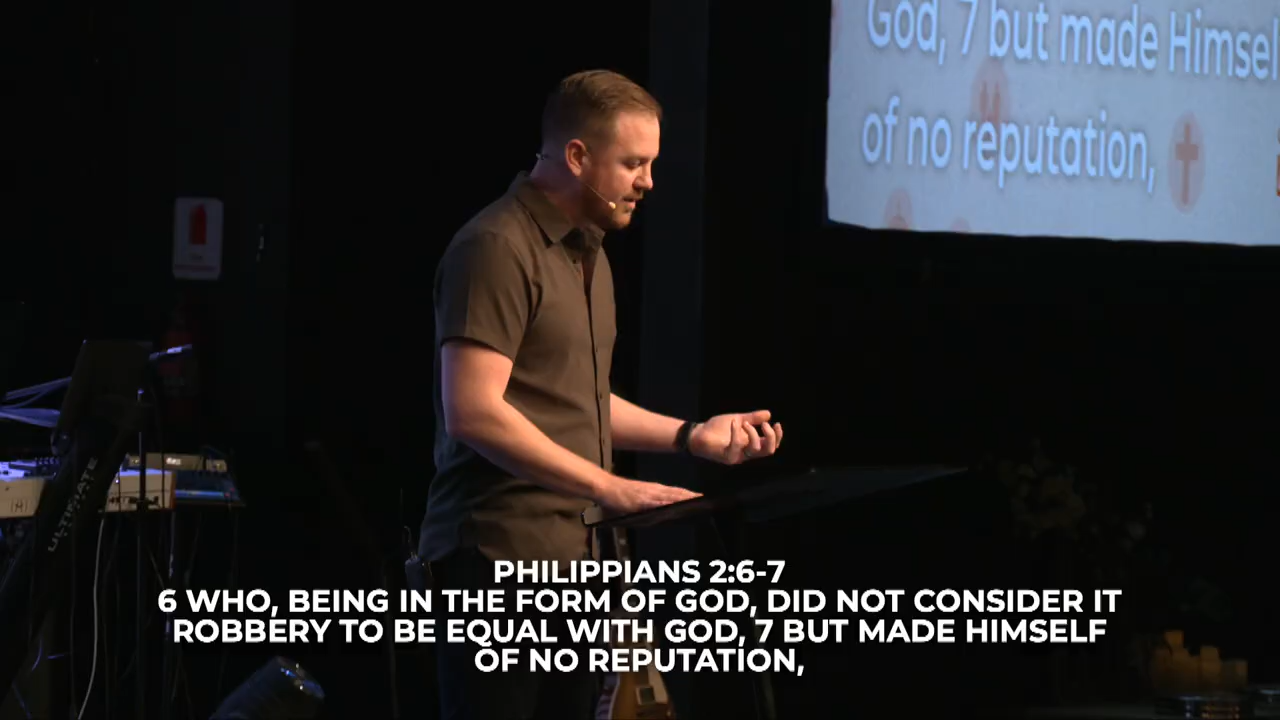 God, 7 but made Himsel
of no reputation,
ULTIMATE
PHILIPPIANS 2:6-7
6 WHO, BEING IN THE FORM OF GOD, DID NOT CONSIDER IT
ROBBERY TO BE EQUAL WITH GOD, 7 BUT MADE HIMSELF
OF NO REPUTATION,